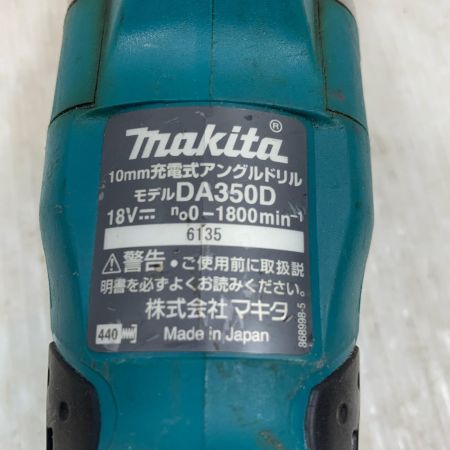 makita®
10mm充電式アングルドリル
モデルDA350D
18V⎓ n₀0-1800min⁻¹
6135
⚠警告・ご使用前に取扱説
明書を必ずよくお読みください。
株式会社 マキタ
440 Made in Japan
868998-5